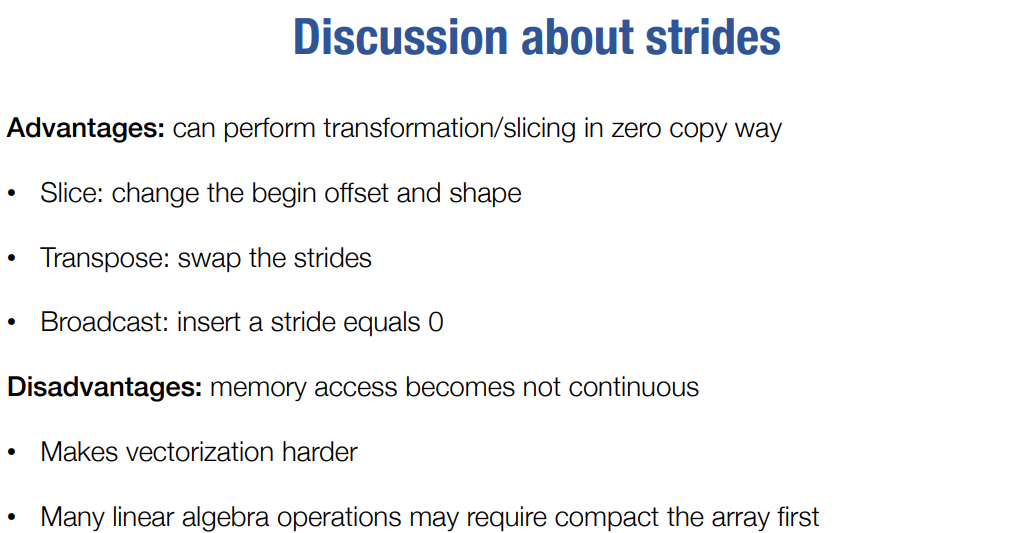 Discussion about strides
Advantages: can perform transformation/slicing in zero copy way
• Slice: change the begin offset and shape
• Transpose: swap the strides
• Broadcast: insert a stride equals 0
Disadvantages: memory access becomes not continuous
• Makes vectorization harder
• Many linear algebra operations may require compact the array first